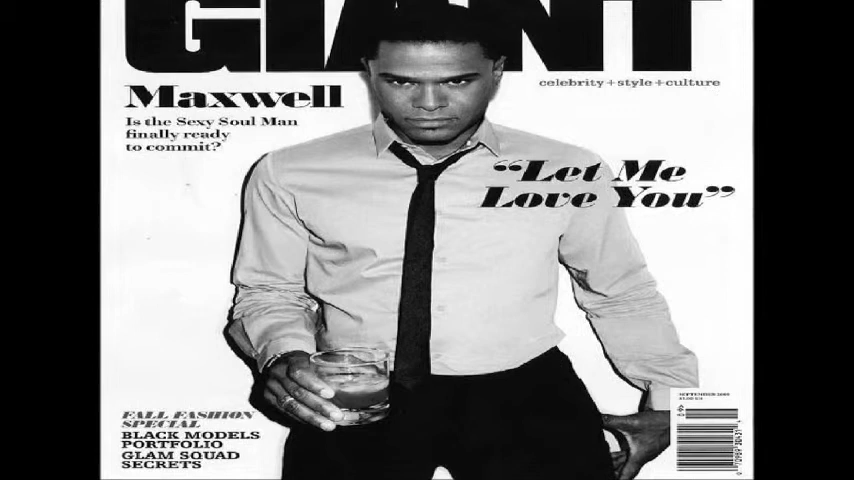 GIANT
celebrity+style+culture
Maxwell
Is the Sexy Soul Man
finally ready
to commit?
“Let Me
Love You”
FALL FASHION
SPECIAL
BLACK MODELS
PORTFOLIO
GLAM SQUAD
SECRETS